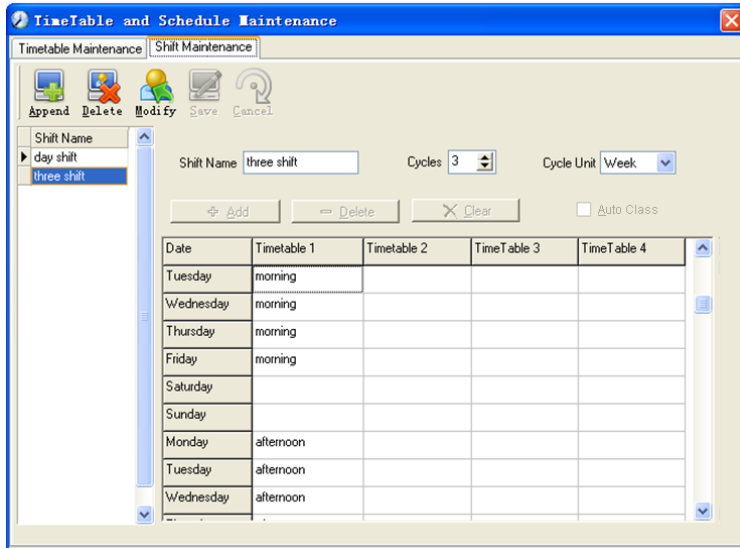 TimeTable and Schedule Maintenance
Timetable Maintenance Shift Maintenance
Append Delete Modify Save Cancel
Shift Name
day shift
three shift
Shift Name three shift Cycles 3 Cycle Unit Week
Add Delete Clear Auto Class
Date Timetable 1 Timetable 2 TimeTable 3 TimeTable 4
Tuesday morning
Wednesday morning
Thursday morning
Friday morning
Saturday
Sunday
Monday afternoon
Tuesday afternoon
Wednesday afternoon